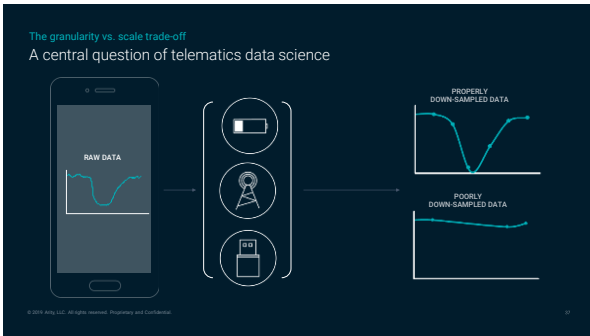 The granularity vs. scale trade-off
A central question of telematics data science
RAW DATA
PROPERLY
DOWN-SAMPLED DATA
POORLY
DOWN-SAMPLED DATA
© 2019 Arity, LLC. All rights reserved. Proprietary and Confidential.
37